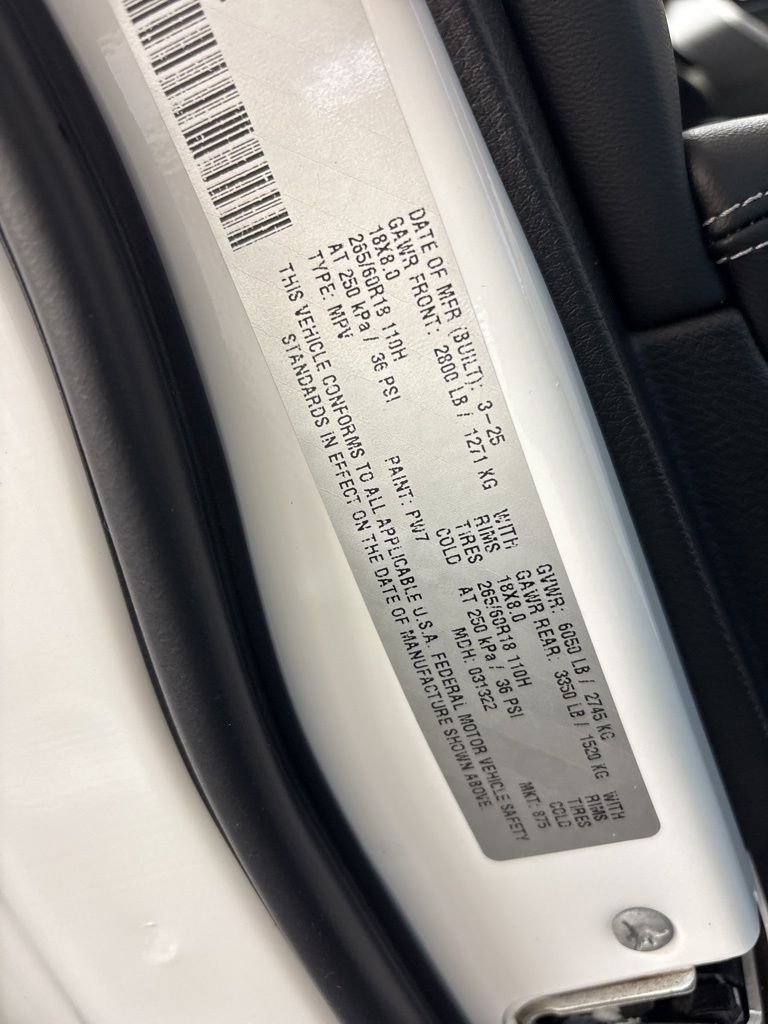 DATE OF MFR (BUILT): 3-25 GVWR: 6050 LB / 2745 KG
GAWR FRONT: 2800 LB / 1271 KG WITH GAWR REAR: 3350 LB / 1520 KG WITH
18X8.0 RIMS 18X8.0 RIMS
265/60R18 110H TIRES 265/60R18 110H TIRES
AT 250 kPa / 36 PSI COLD AT 250 kPa / 36 PSI COLD
TYPE: MPV PAINT: PW7 MDH: 031322 MKT: 875
THIS VEHICLE CONFORMS TO ALL APPLICABLE U.S.A. FEDERAL MOTOR VEHICLE SAFETY
STANDARDS IN EFFECT ON THE DATE OF MANUFACTURE SHOWN ABOVE.